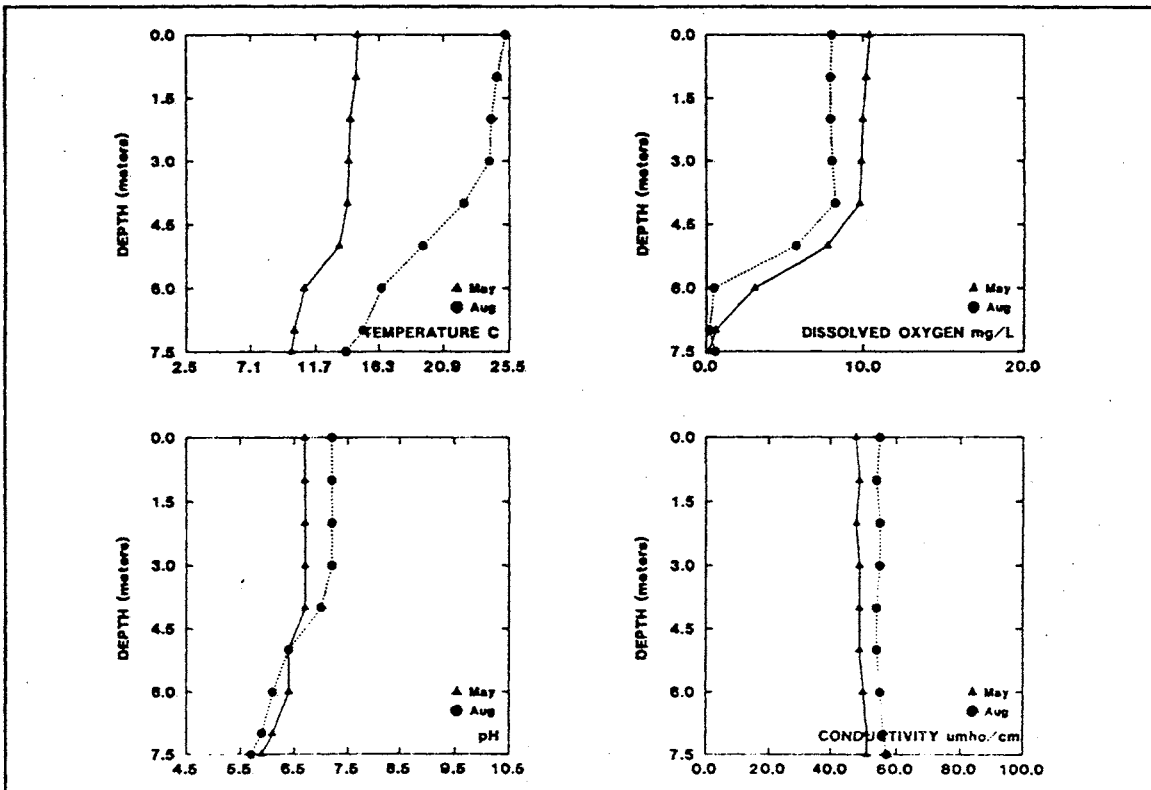 DEPTH (meters)
0.0
1.5
3.0
4.5
6.0
7.5
May
Aug
TEMPERATURE C
2.5 7.1 11.7 16.3 20.9 25.5
DEPTH (meters)
0.0
1.5
3.0
4.5
6.0
7.5
May
Aug
DISSOLVED OXYGEN mg/L
0.0 10.0 20.0
DEPTH (meters)
0.0
1.5
3.0
4.5
6.0
7.5
May
Aug
pH
4.5 5.5 6.5 7.5 8.5 9.5 10.5
DEPTH (meters)
0.0
1.5
3.0
4.5
6.0
7.5
May
Aug
CONDUCTIVITY umho/cm
0.0 20.0 40.0 60.0 80.0 100.0